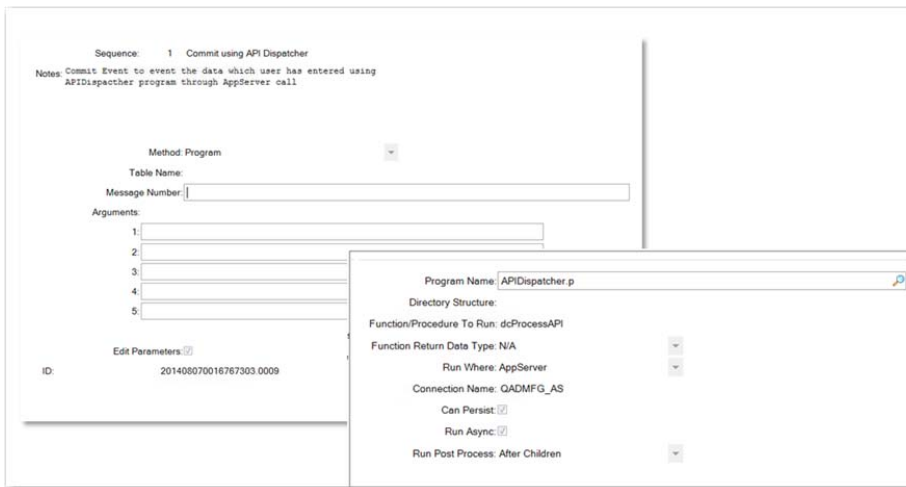 Sequence: 1 Commit using API Dispatcher
Notes: Commit Event to event the data which user has entered using
APIDispacther program through AppServer call
Method: Program
Table Name:
Message Number:
Arguments:
1:
2:
3:
4:
5:
Edit Parameters:
ID: 201408070016767303.0009
Program Name: APIDispatcher.p
Directory Structure:
Function/Procedure To Run: dcProcessAPI
Function Return Data Type: N/A
Run Where: AppServer
Connection Name: QADMFG_AS
Can Persist:
Run Async:
Run Post Process: After Children